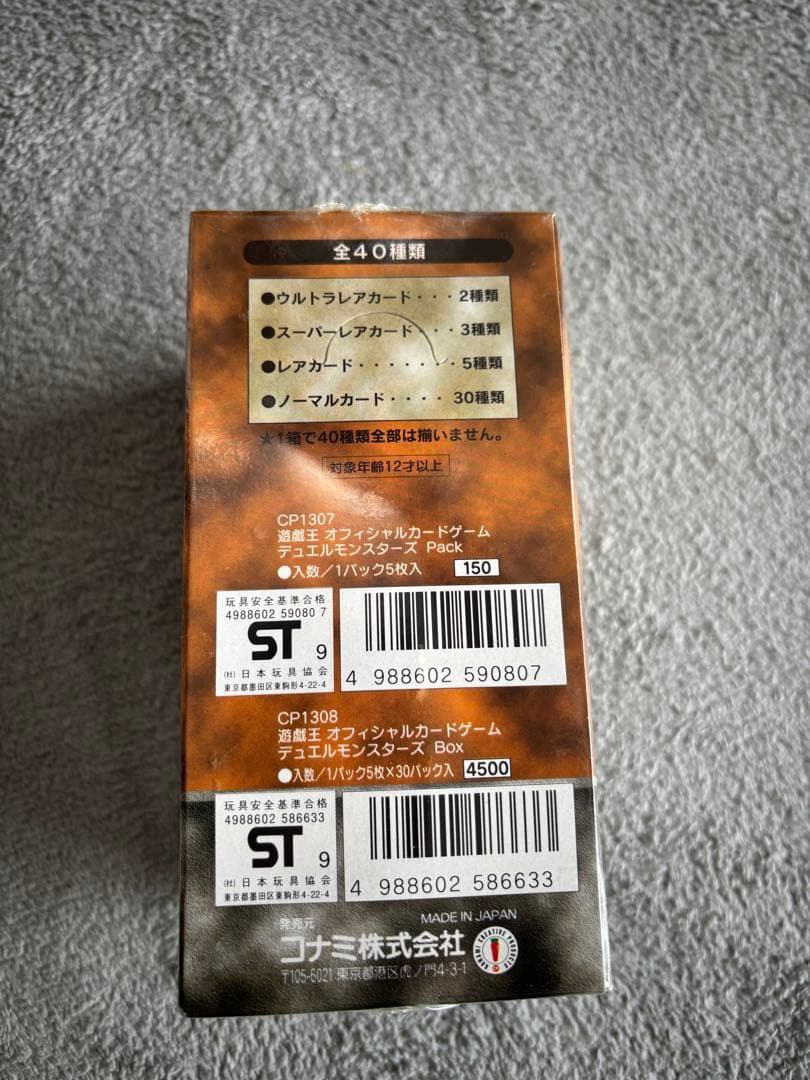 全40種類
●ウルトラレアカード・・・2種類
●スーパーレアカード・・・3種類
●レアカード・・・・・・・5種類
●ノーマルカード・・・・30種類
★1箱で40種類全部は揃いません。
対象年齢12才以上
CP1307
遊戯王 オフィシャルカードゲーム
デュエルモンスターズ Pack
●入数/1パック5枚入 150
玩具安全基準合格
4988602 59080 7
ST 9
(社)日本玩具協会
東京都墨田区東駒形4-22-4
4 988602 590807
CP1308
遊戯王 オフィシャルカードゲーム
デュエルモンスターズ Box
●入数/1パック5枚×30パック入 4500
玩具安全基準合格
4988602 586633
ST 9
(社)日本玩具協会
東京都墨田区東駒形4-22-4
4 988602 586633
MADE IN JAPAN
発売元
コナミ株式会社
〒105-6021 東京都港区虎ノ門4-3-1
KONAMI CREATIVE PRODUCTS